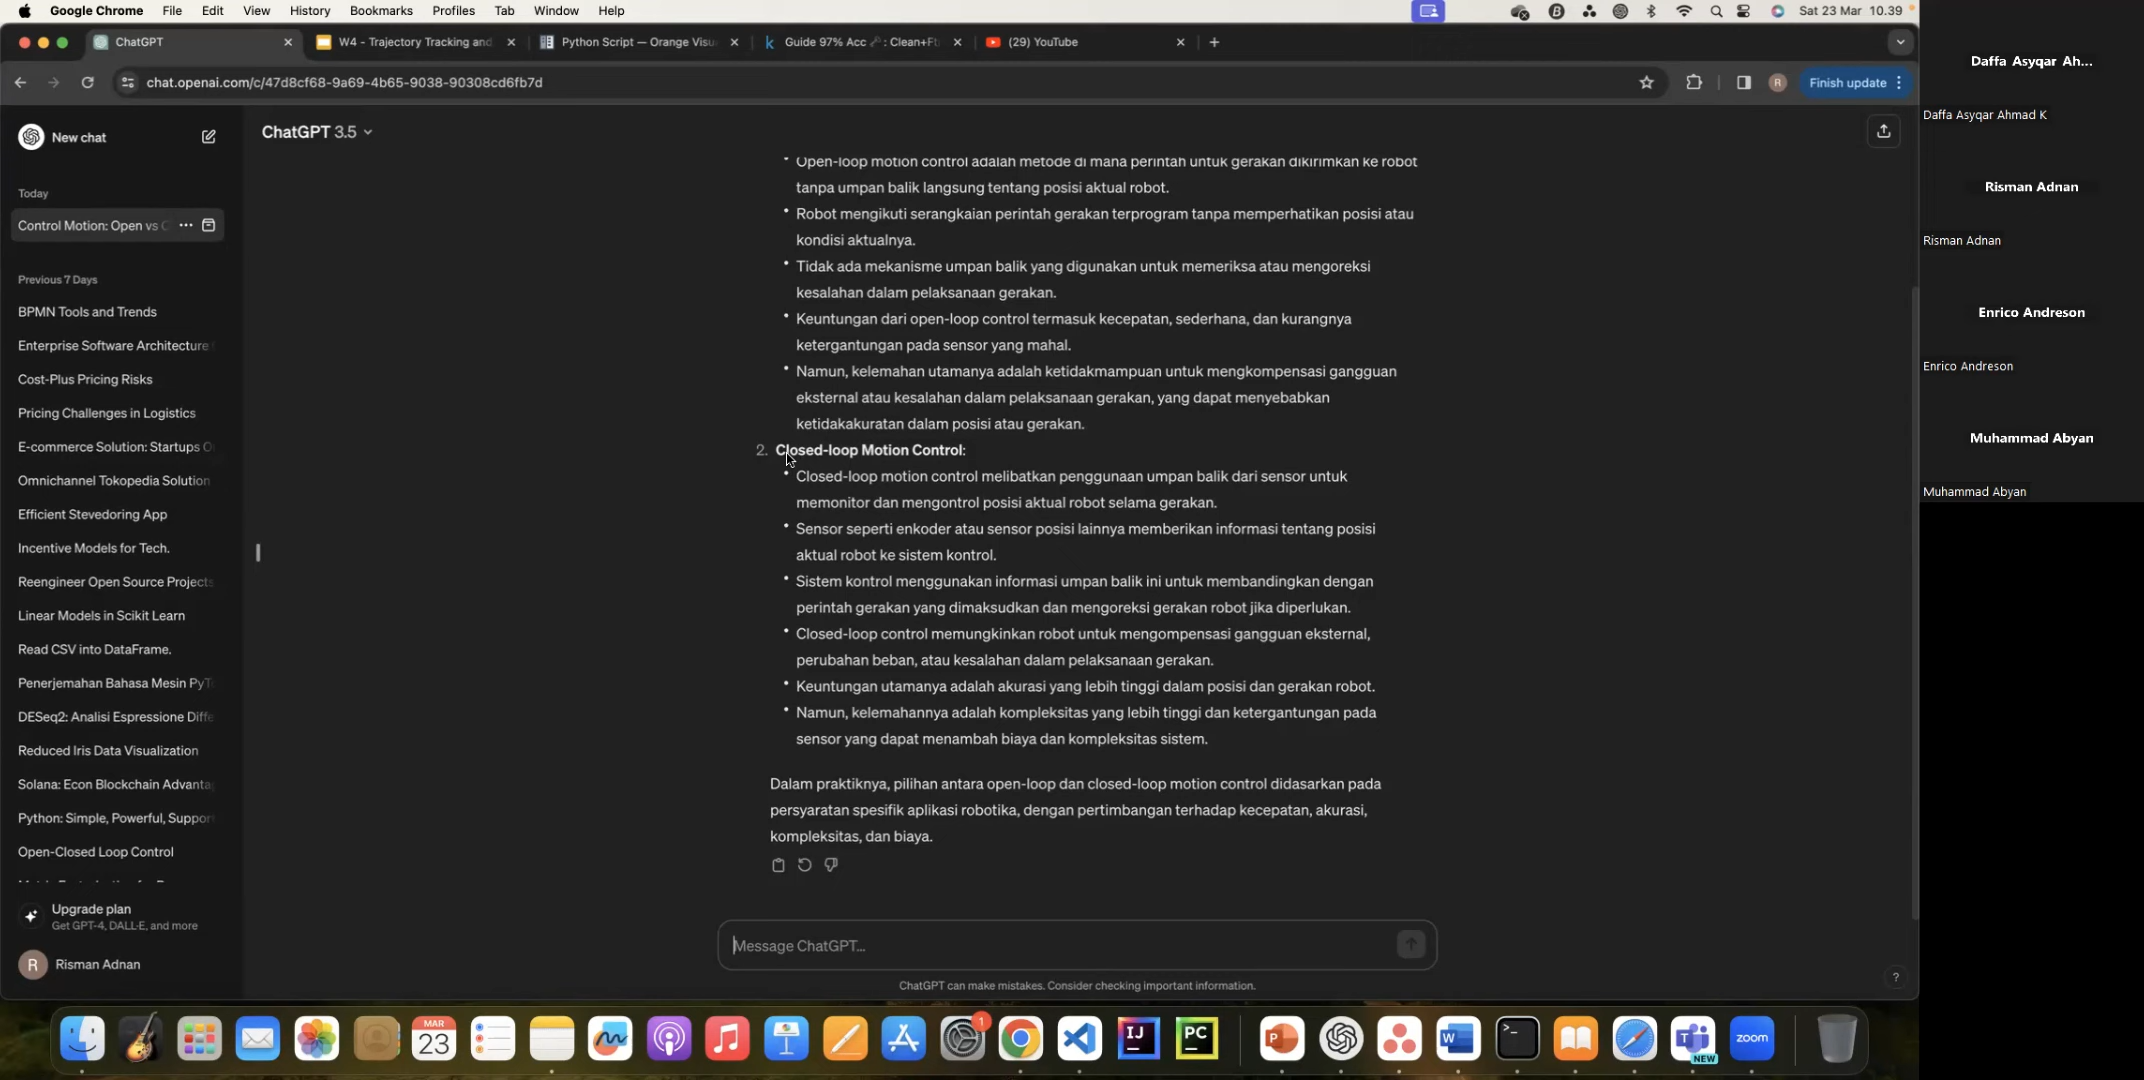 Google Chrome File Edit View History Bookmarks Profiles Tab Window Help
Sat 23 Mar 10.39
ChatGPT
W4 - Trajectory Tracking and
Python Script — Orange Visu
Guide 97% Acc
: Clean+Ft
(29) YouTube
chat.openai.com/c/47d8cf68-9a69-4b65-9038-90308cd6fb7d
Finish update
New chat
Today
Control Motion: Open vs C
Previous 7 Days
BPMN Tools and Trends
Enterprise Software Architecture
Cost-Plus Pricing Risks
Pricing Challenges in Logistics
E-commerce Solution: Startups O
Omnichannel Tokopedia Solution
Efficient Stevedoring App
Incentive Models for Tech.
Reengineer Open Source Projects
Linear Models in Scikit Learn
Read CSV into DataFrame.
Penerjemahan Bahasa Mesin PyT
DESeq2: Analisi Espressione Diffe
Reduced Iris Data Visualization
Solana: Econ Blockchain Advanta
Python: Simple, Powerful, Suppor
Open-Closed Loop Control
Upgrade plan
Get GPT-4, DALL·E, and more
R
Risman Adnan
ChatGPT 3.5
• Open-loop motion control adalah metode di mana perintah untuk gerakan dikirimkan ke robot
tanpa umpan balik langsung tentang posisi aktual robot.
• Robot mengikuti serangkaian perintah gerakan terprogram tanpa memperhatikan posisi atau
kondisi aktualnya.
• Tidak ada mekanisme umpan balik yang digunakan untuk memeriksa atau mengoreksi
kesalahan dalam pelaksanaan gerakan.
• Keuntungan dari open-loop control termasuk kecepatan, sederhana, dan kurangnya
ketergantungan pada sensor yang mahal.
• Namun, kelemahan utamanya adalah ketidakmampuan untuk mengkompensasi gangguan
eksternal atau kesalahan dalam pelaksanaan gerakan, yang dapat menyebabkan
ketidakakuratan dalam posisi atau gerakan.
2. Closed-loop Motion Control:
• Closed-loop motion control melibatkan penggunaan umpan balik dari sensor untuk
memonitor dan mengontrol posisi aktual robot selama gerakan.
• Sensor seperti enkoder atau sensor posisi lainnya memberikan informasi tentang posisi
aktual robot ke sistem kontrol.
• Sistem kontrol menggunakan informasi umpan balik ini untuk membandingkan dengan
perintah gerakan yang dimaksudkan dan mengoreksi gerakan robot jika diperlukan.
• Closed-loop control memungkinkan robot untuk mengompensasi gangguan eksternal,
perubahan beban, atau kesalahan dalam pelaksanaan gerakan.
• Keuntungan utamanya adalah akurasi yang lebih tinggi dalam posisi dan gerakan robot.
• Namun, kelemahannya adalah kompleksitas yang lebih tinggi dan ketergantungan pada
sensor yang dapat menambah biaya dan kompleksitas sistem.
Dalam praktiknya, pilihan antara open-loop dan closed-loop motion control didasarkan pada
persyaratan spesifik aplikasi robotika, dengan pertimbangan terhadap kecepatan, akurasi,
kompleksitas, dan biaya.
Message ChatGPT...
ChatGPT can make mistakes. Consider checking important information.
?
Daffa Asyqar Ah...
Daffa Asyqar Ahmad K
Risman Adnan
Risman Adnan
Enrico Andreson
Enrico Andreson
Muhammad Abyan
Muhammad Abyan
MAR
23
1
IJ
PC
P
W
NEW
zoom